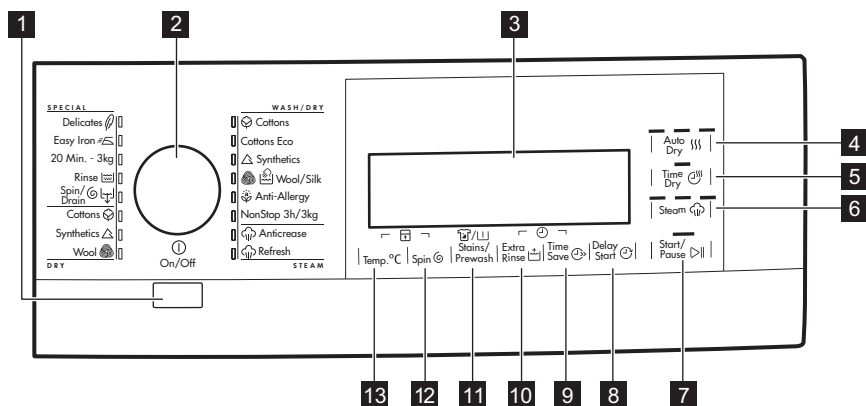 1
2
3
SPECIAL
Delicates
Easy Iron
20 Min. - 3kg
Rinse
Spin/
Drain
Cottons
Synthetics
Wool
DRY
On/Off
WASH/DRY
Cottons
Cottons Eco
Synthetics
Wool/Silk
Anti-Allergy
NonStop 3h/3kg
Anticrease
Refresh
STEAM
Temp.°C
Spin
Stains/
Prewash
Extra
Rinse
Time
Save
Delay
Start
Auto
Dry
4
Time
Dry
5
Steam
6
Start/
Pause
13
12
11
10
9
8
7